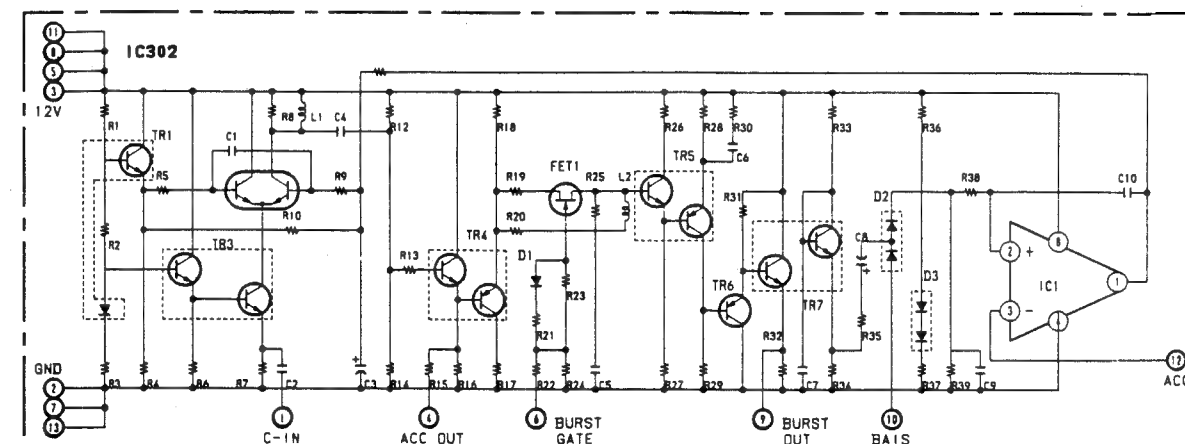 11
8
IC302
5
3
12V
R1
TR1
C1
R8
L1
C4
R12
R18
R26
R28
R30
R33
R36
C6
TR5
FET1
R19
R25
L2
R5
R9
R10
R20
R31
D2
R38
C10
R2
TR3
TR4
R13
D1
R23
C8
D3
2
+
8
IC1
1
3
-
TR6
TR7
R21
R32
R35
GND
2
R3
R4
R6
R7
C2
+
C3
R14
R15
R16
R17
R22
R24
C5
R27
R29
C7
R34
R37
R39
C9
12
ACC
7
13
1
C-IN
ACC OUT
6
BURST
GATE
9
BURST
OUT
10
BAIS